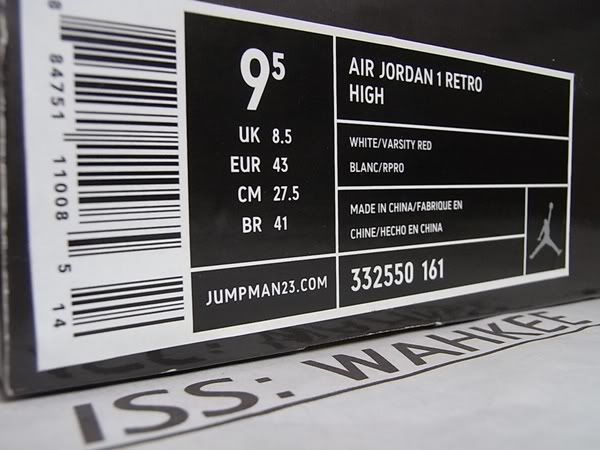 8 84751 11008 5 14
9⁵
UK 8.5
EUR 43
CM 27.5
BR 41
JUMPMAN23.COM
AIR JORDAN 1 RETRO
HIGH
WHITE/VARSITY RED
BLANC/RPRO
MADE IN CHINA/FABRIQUE EN
CHINE/HECHO EN CHINA
332550 161
ISS: WAHKEE